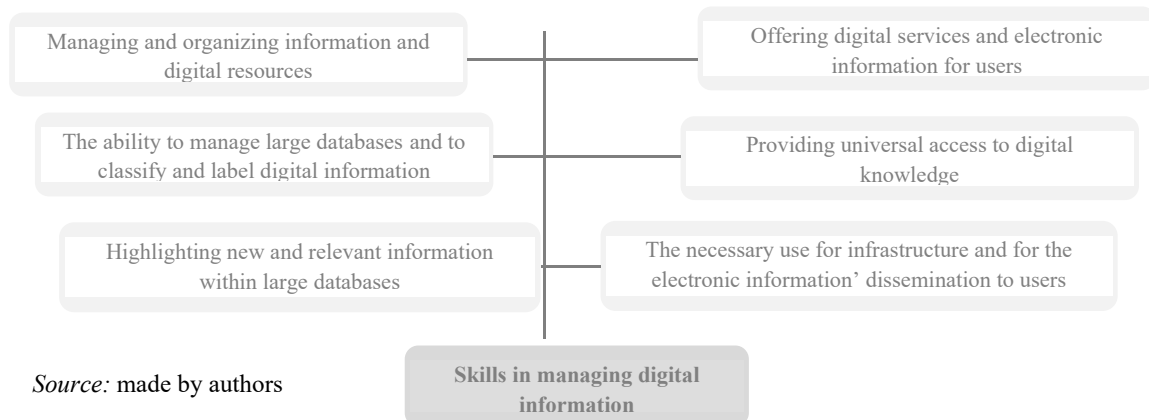 Managing and organizing information and
digital resources
Offering digital services and electronic
information for users
The ability to manage large databases and to
classify and label digital information
Providing universal access to digital
knowledge
Highlighting new and relevant information
within large databases
The necessary use for infrastructure and for the
electronic information’ dissemination to users
Skills in managing digital
information
Source: made by authors